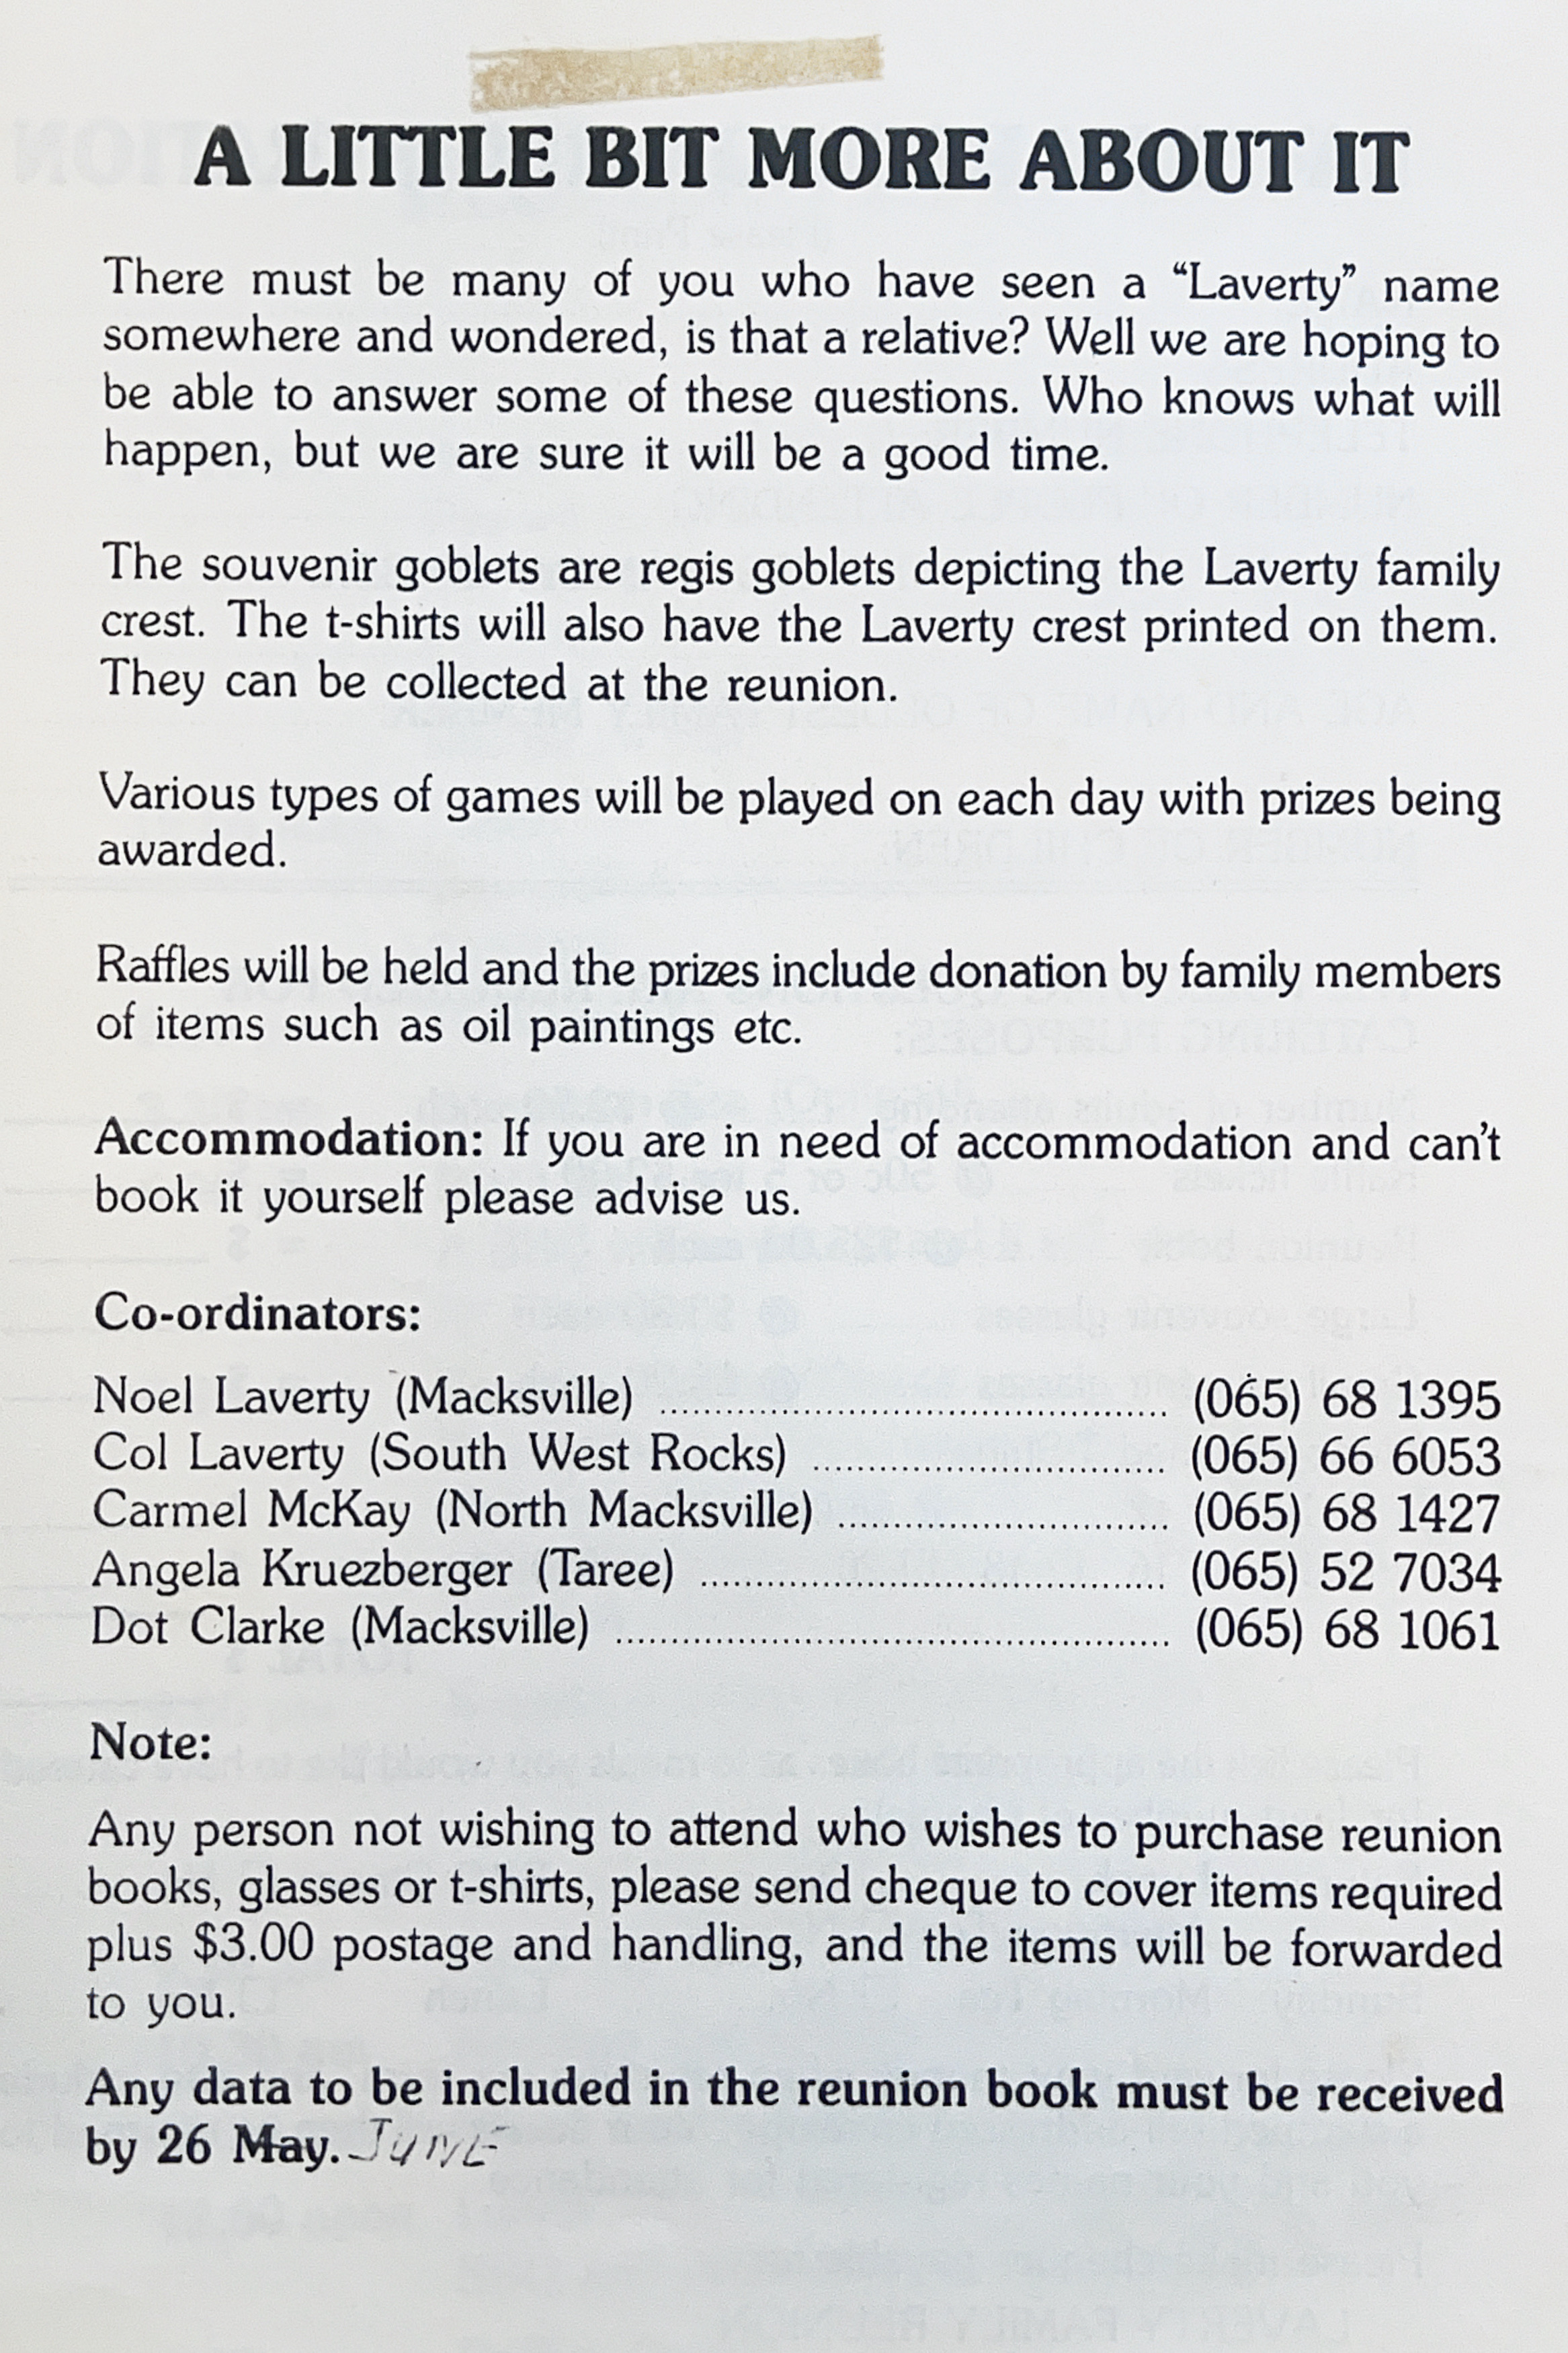 A LITTLE BIT MORE ABOUT IT
There must be many of you who have seen a “Laverty” name
somewhere and wondered, is that a relative? Well we are hoping to
be able to answer some of these questions. Who knows what will
happen, but we are sure it will be a good time.
The souvenir goblets are regis goblets depicting the Laverty family
crest. The t-shirts will also have the Laverty crest printed on them.
They can be collected at the reunion.
Various types of games will be played on each day with prizes being
awarded.
Raffles will be held and the prizes include donation by family members
of items such as oil paintings etc.
Accommodation: If you are in need of accommodation and can't
book it yourself please advise us.
Co-ordinators:
Noel Laverty (Macksville) ............................................... (065) 68 1395
Col Laverty (South West Rocks) ................................. (065) 66 6053
Carmel McKay (North Macksville) ............................... (065) 68 1427
Angela Kruezberger (Taree) ........................................... (065) 52 7034
Dot Clarke (Macksville) ................................................... (065) 68 1061
Note:
Any person not wishing to attend who wishes to purchase reunion
books, glasses or t-shirts, please send cheque to cover items required
plus $3.00 postage and handling, and the items will be forwarded
to you.
Any data to be included in the reunion book must be received
by 26 May. JUNE